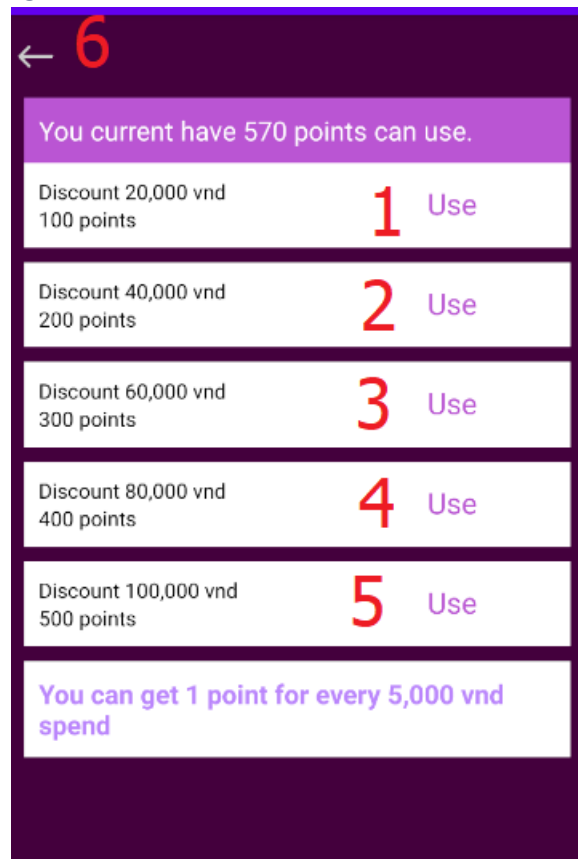 ← 6
You current have 570 points can use.
Discount 20,000 vnd
100 points
1 Use
Discount 40,000 vnd
200 points
2 Use
Discount 60,000 vnd
300 points
3 Use
Discount 80,000 vnd
400 points
4 Use
Discount 100,000 vnd
500 points
5 Use
You can get 1 point for every 5,000 vnd
spend